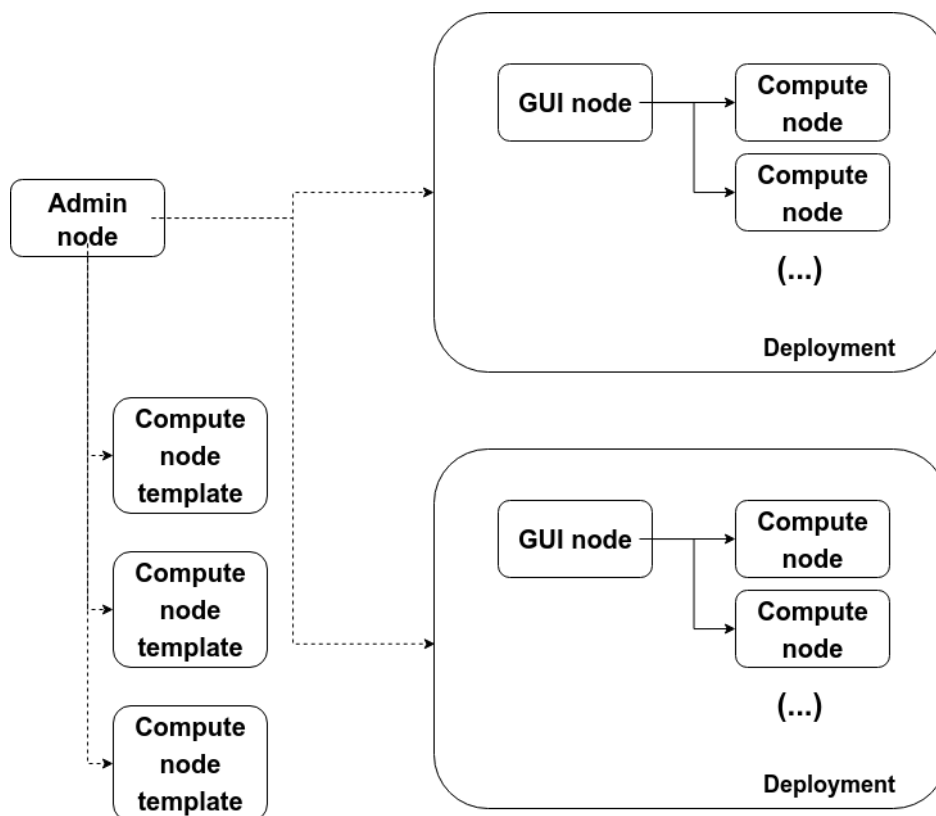 GUI node
Compute
node
Compute
node
(...)
Deployment
Admin
node
Compute
node
template
Compute
node
template
Compute
node
template
GUI node
Compute
node
Compute
node
(...)
Deployment